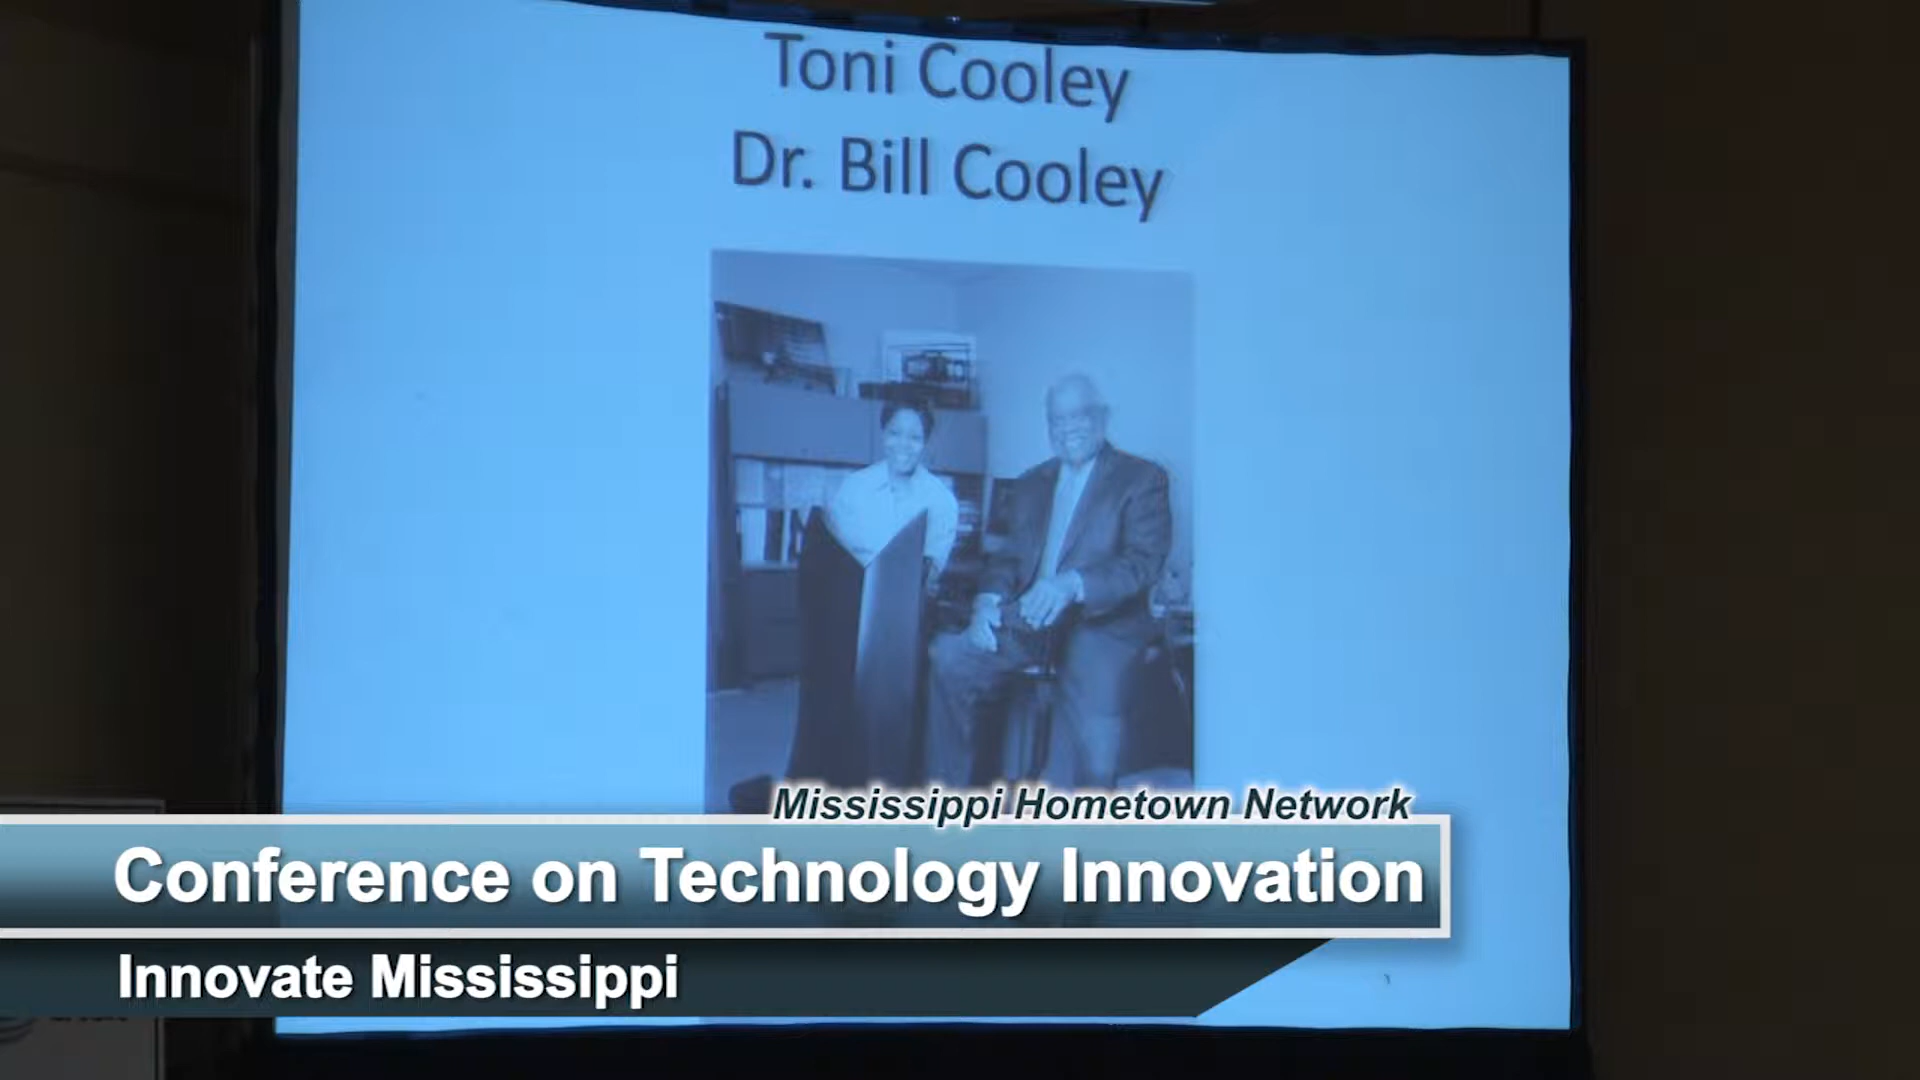 Toni Cooley
Dr. Bill Cooley
Mississippi Hometown Network
Conference on Technology Innovation
Innovate Mississippi